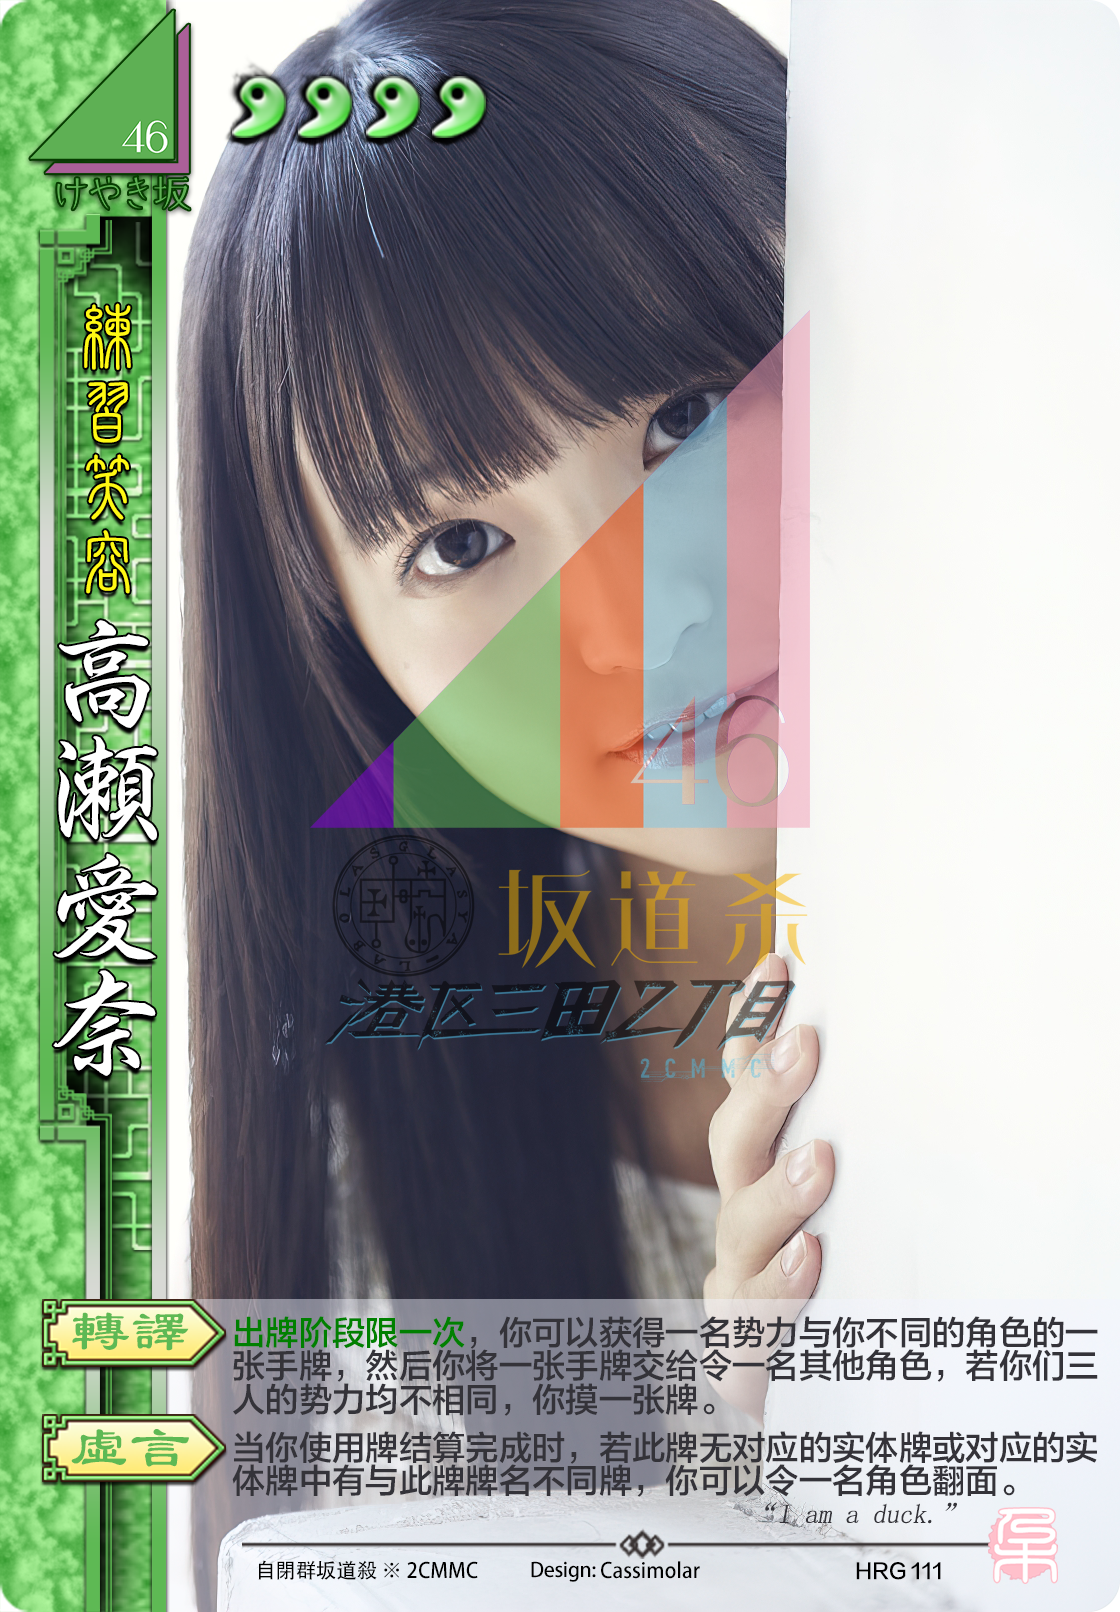 46
けやき坂
練習笑容
高瀬愛奈
46
LABOLASGLASYA
坂道杀
港区三田乙丁目
2CMMC
轉譯
出牌阶段限一次，你可以获得一名势力与你不同的角色的一
张手牌，然后你将一张手牌交给令一名其他角色，若你们三
人的势力均不相同，你摸一张牌。
虛言
当你使用牌结算完成时，若此牌无对应的实体牌或对应的实
体牌中有与此牌牌名不同牌，你可以令一名角色翻面。
“I am a duck.”
自閉群坂道殺 ※ 2CMMC Design: Cassimolar HRG 111